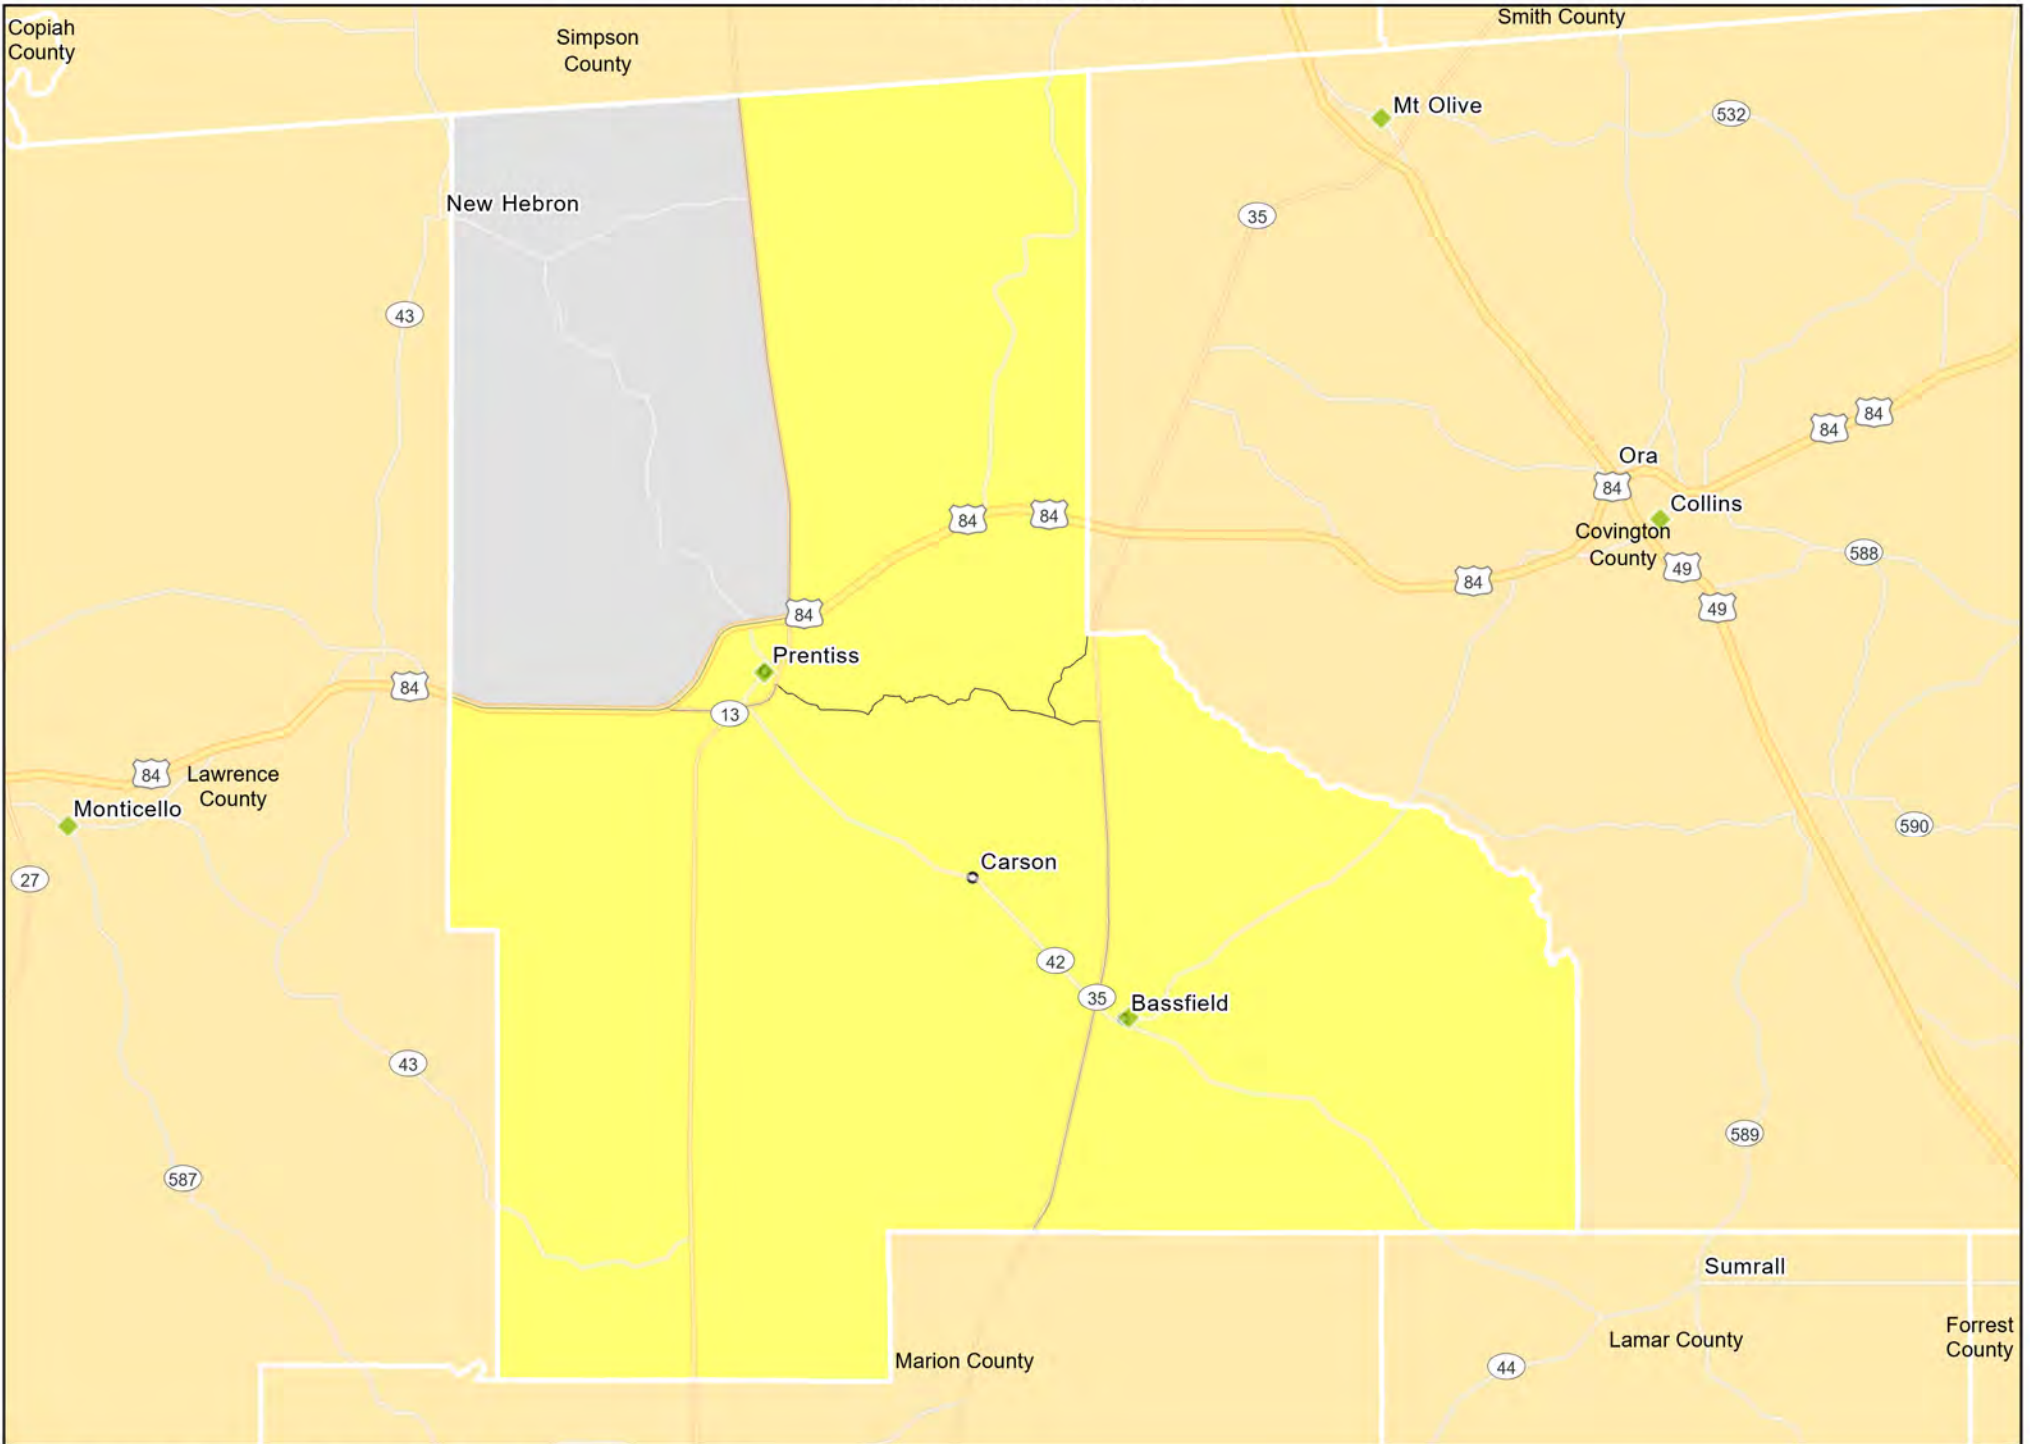 Copiah
County
Simpson
County
Smith County
Mt Olive
532
New Hebron
35
43
84
84
Ora
84
Collins
84
84
Covington
County
588
84
49
49
84
Prentiss
84
13
84
Lawrence
County
Monticello
590
Carson
27
42
35
Bassfield
43
589
587
Sumrall
Forrest
County
Lamar County
Marion County
44